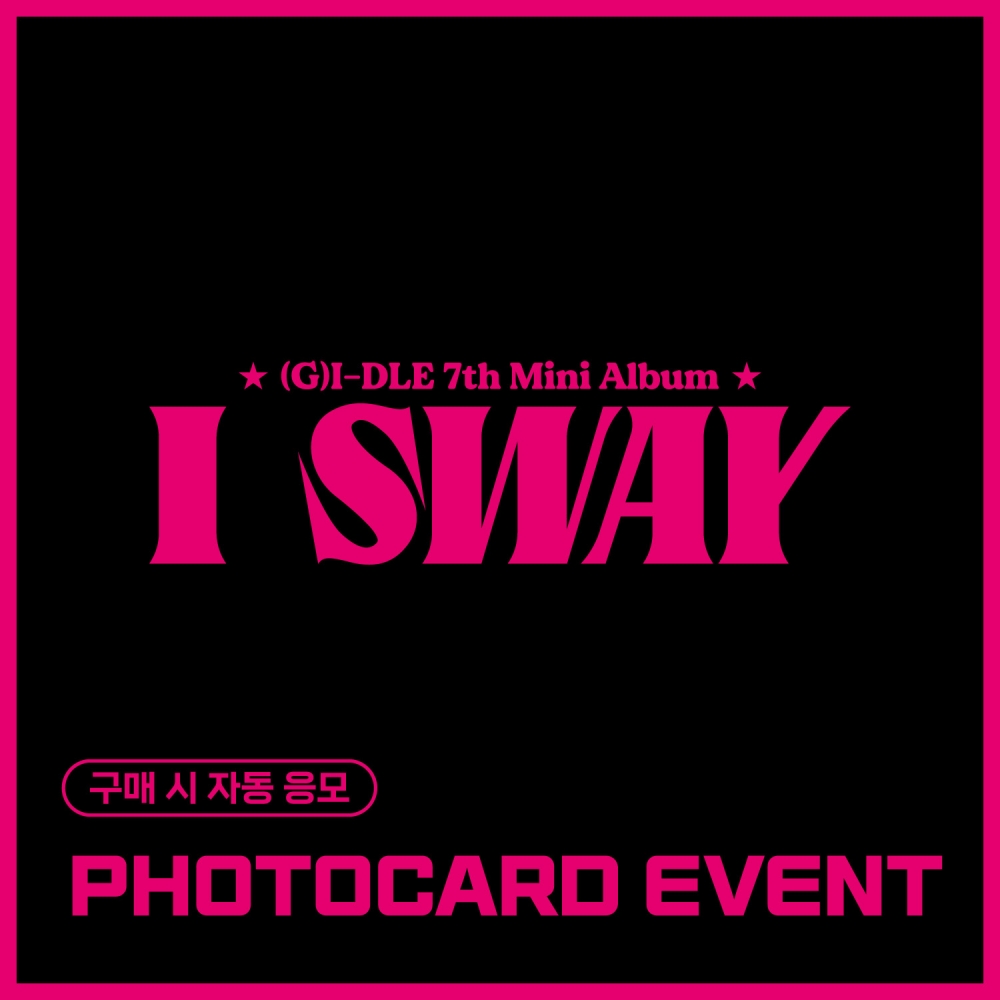 ★ (G)I-DLE 7th Mini Album ★
I SWAY
구매 시 자동 응모
PHOTOCARD EVENT